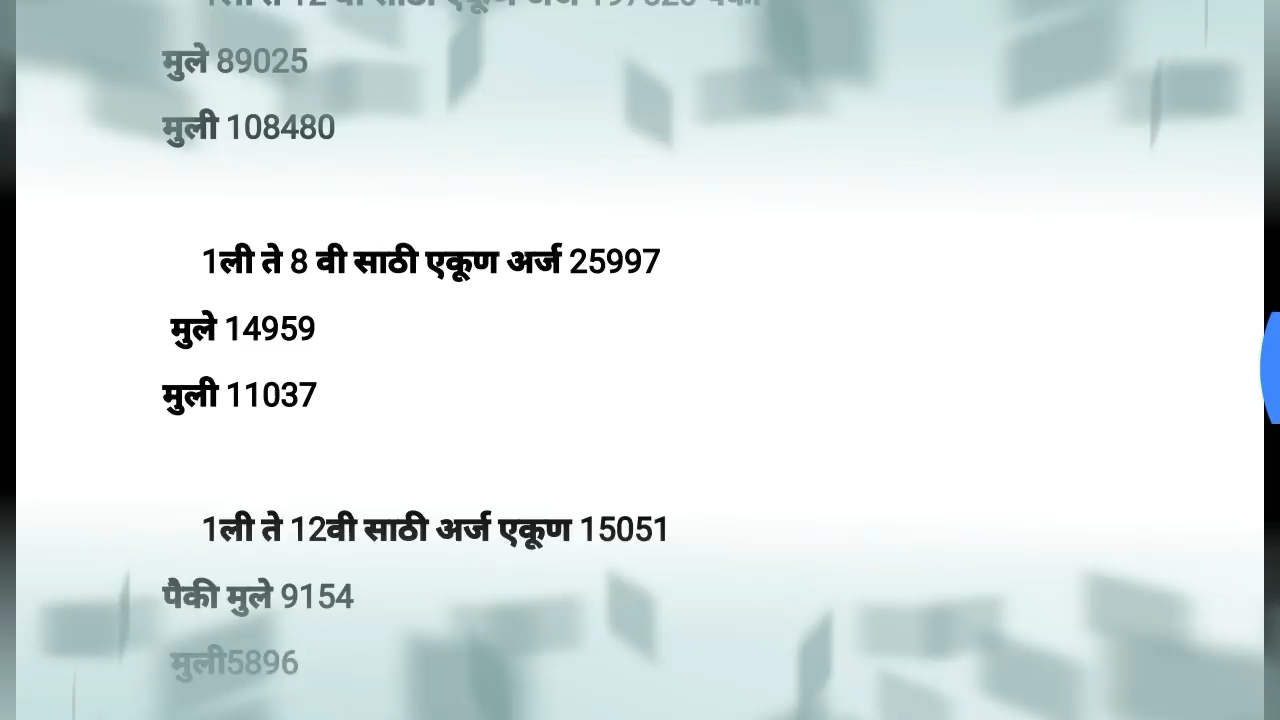 मुले 89025
मुली 108480
1ली ते 8 वी साठी एकूण अर्ज 25997
मुले 14959
मुली 11037
1ली ते 12वी साठी अर्ज एकूण 15051
पैकी मुले 9154
मुली5896